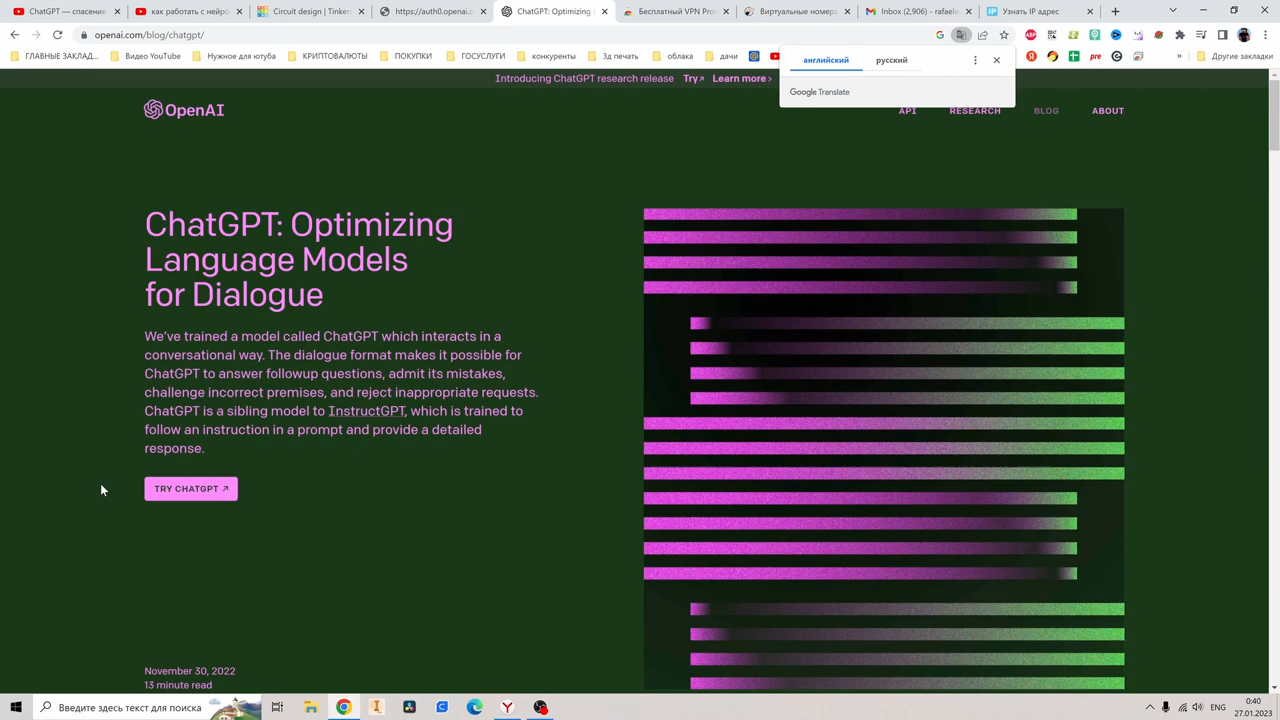 ChatGPT — спасение
как работать с нейро
Circuit design | Tinker
https://auth0.openai.c
ChatGPT: Optimizing
Бесплатный VPN Pro
Виртуальные номера
Inbox (2,906) - rafaela
IP Узнать IP адрес
openai.com/blog/chatgpt/
ГЛАВНЫЕ ЗАКЛАД
Видео YouTube
Нужное для ютуба
КРИПТОВАЛЮТЫ
ПОКУПКИ
ГОСУСЛУГИ
конкуренты
3д печать
облака
дачи
pre
»
Другие закладки
английский русский
Google Translate
Introducing ChatGPT research release Try↗ Learn more›
OpenAI
API RESEARCH BLOG ABOUT
ChatGPT: Optimizing
Language Models
for Dialogue
We've trained a model called ChatGPT which interacts in a
conversational way. The dialogue format makes it possible for
ChatGPT to answer followup questions, admit its mistakes,
challenge incorrect premises, and reject inappropriate requests.
ChatGPT is a sibling model to InstructGPT, which is trained to
follow an instruction in a prompt and provide a detailed
response.
TRY CHATGPT ↗
November 30, 2022
13 minute read
Введите здесь текст для поиска
ENG
0:40
27.01.2023